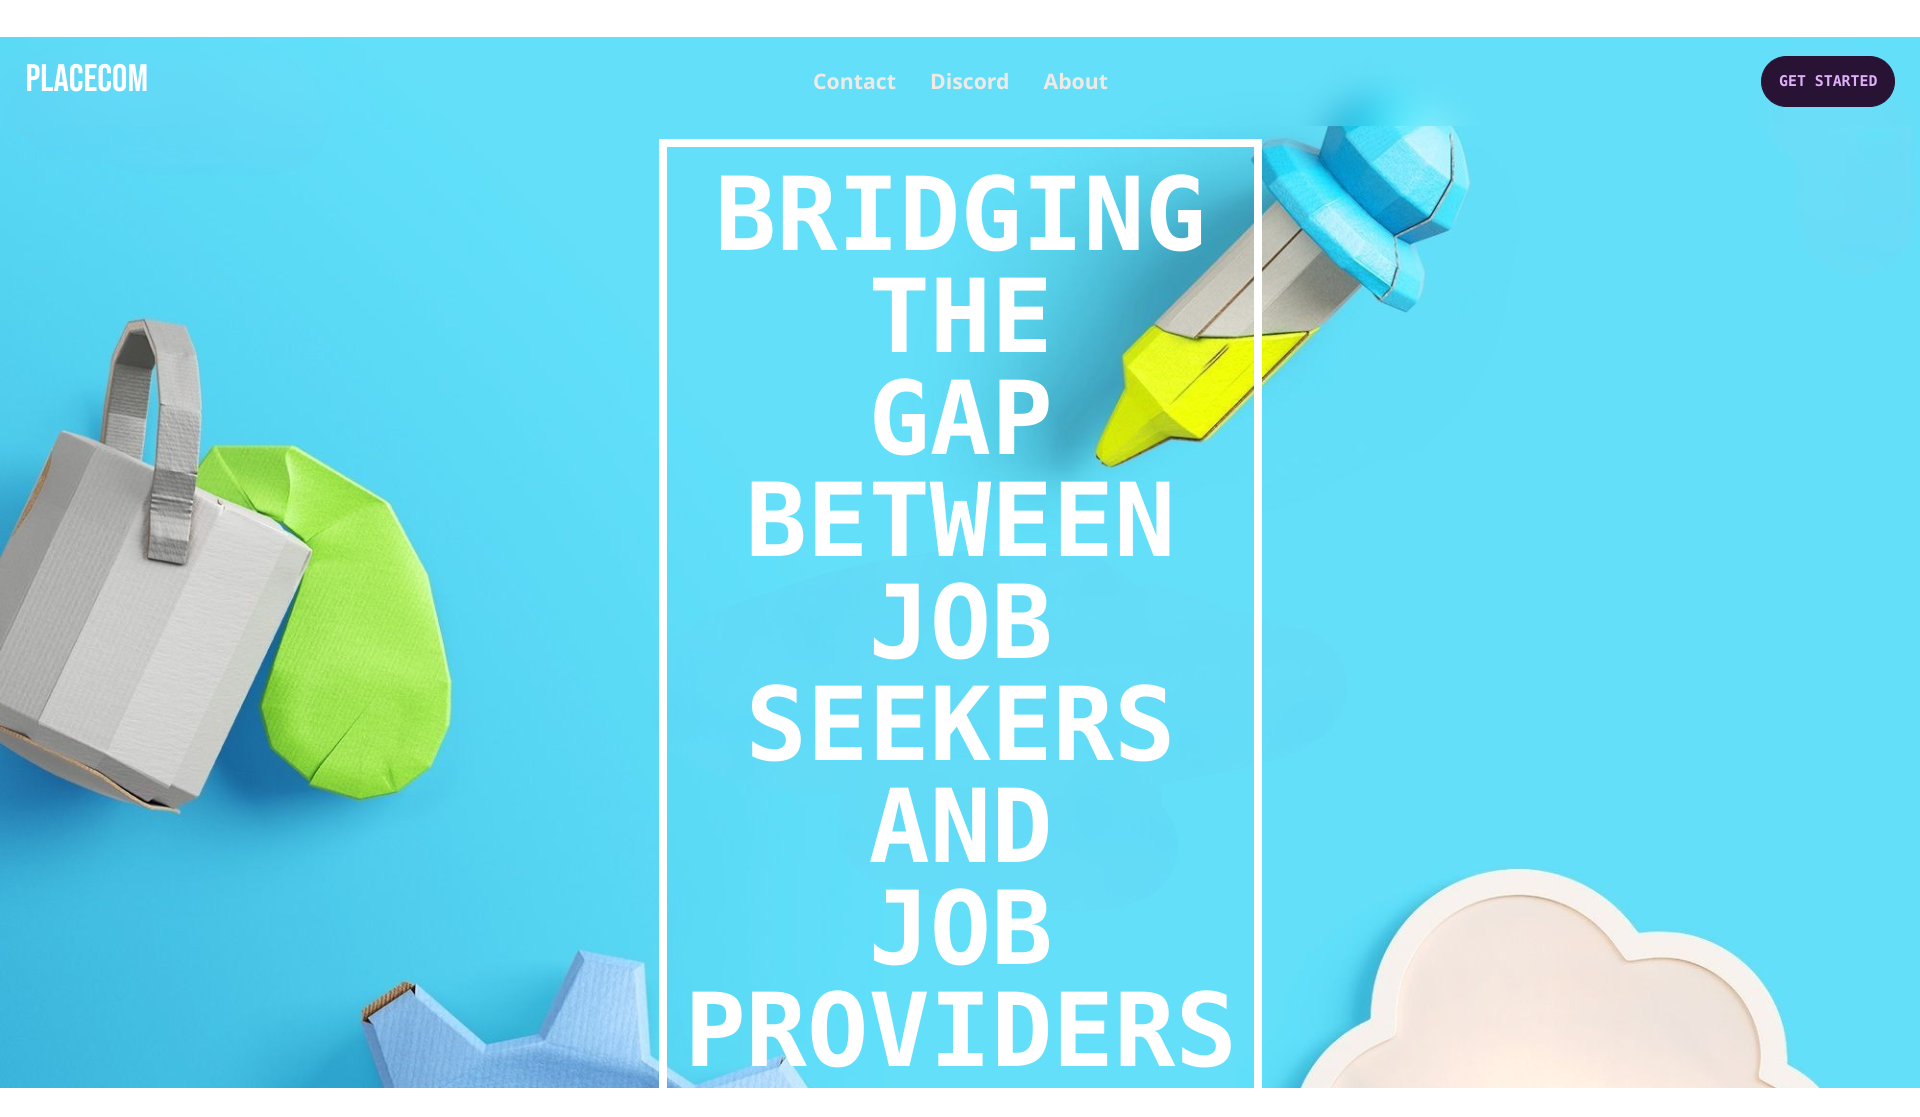 PLACECOM
Contact Discord About
GET STARTED
BRIDGING
THE
GAP
BETWEEN
JOB
SEEKERS
AND
JOB
PROVIDERS